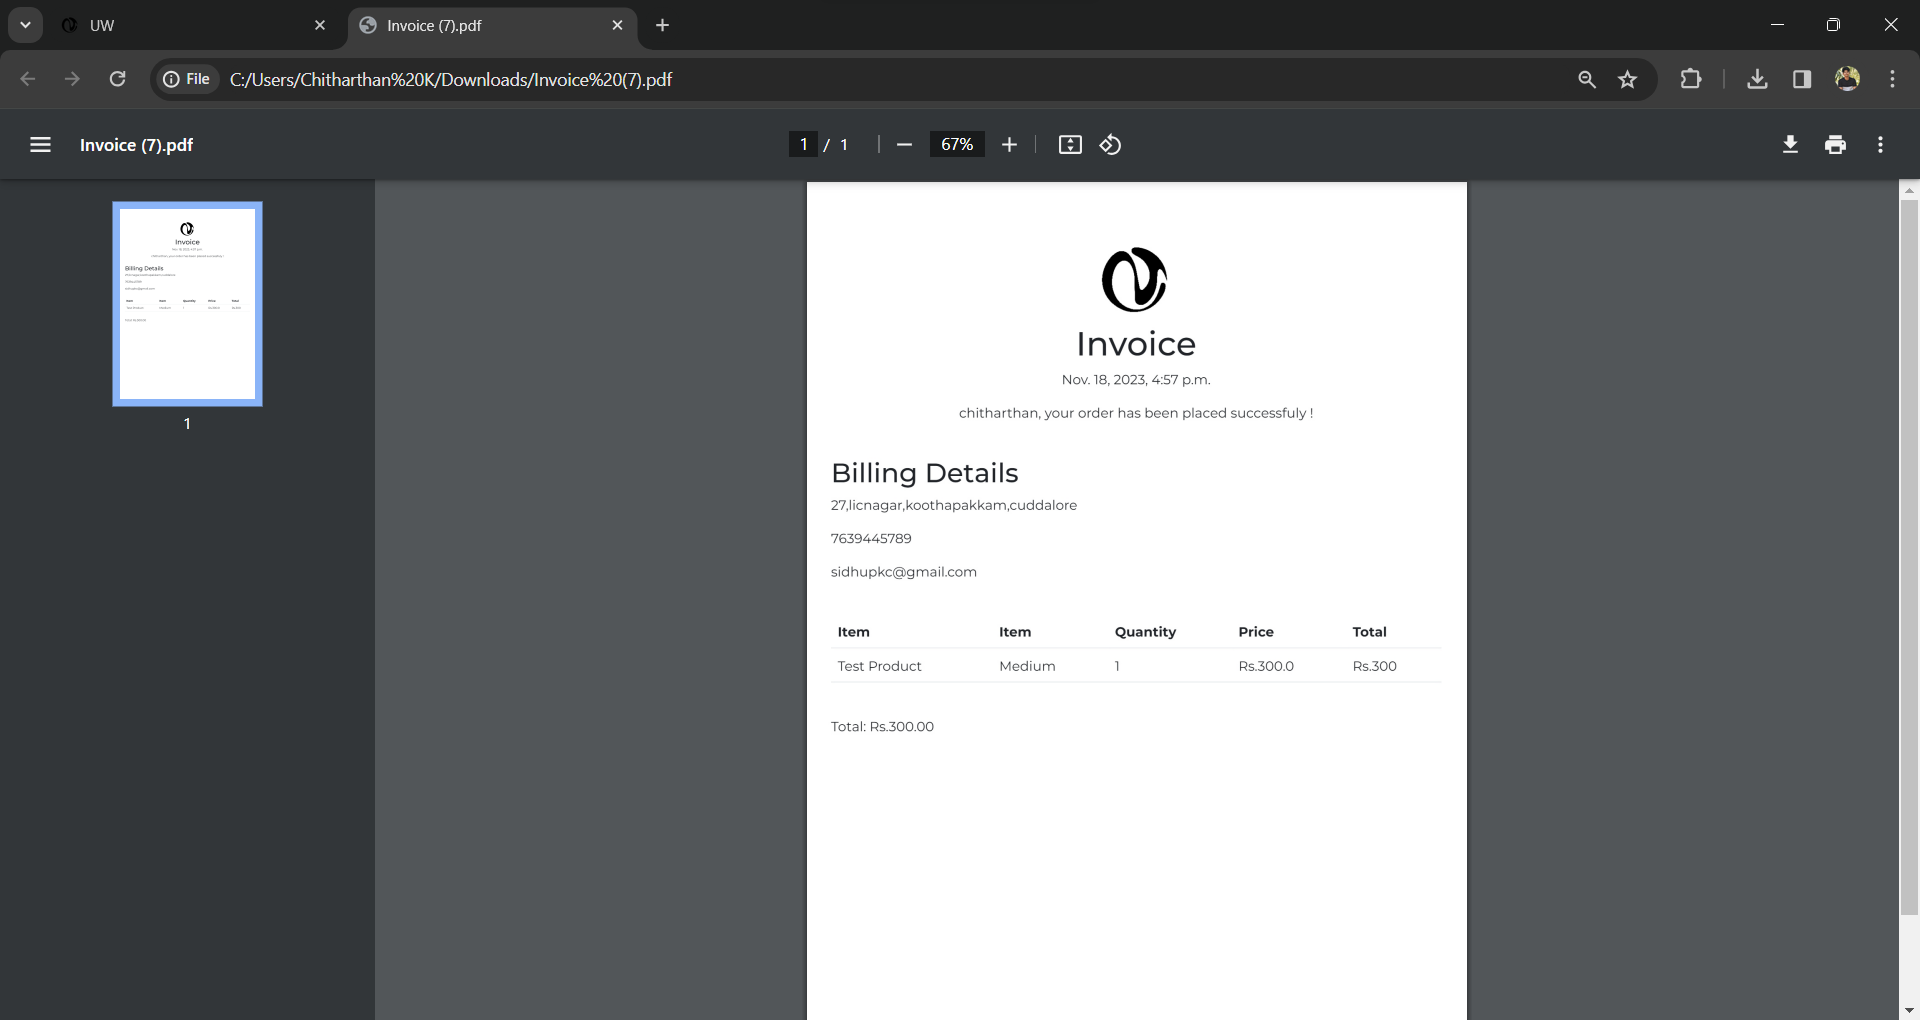 UW
Invoice (7).pdf
File
C:/Users/Chitharthan%20K/Downloads/Invoice%20(7).pdf
Invoice (7).pdf
1 / 1
67%
Invoice
Billing Details
1
Invoice
Nov. 18, 2023, 4:57 p.m.
chitharthan, your order has been placed successfuly !
Billing Details
27,licnagar,koothapakkam,cuddalore
7639445789
sidhupkc@gmail.com
Item Item Quantity Price Total
Test Product Medium 1 Rs.300.0 Rs.300
Total: Rs.300.00